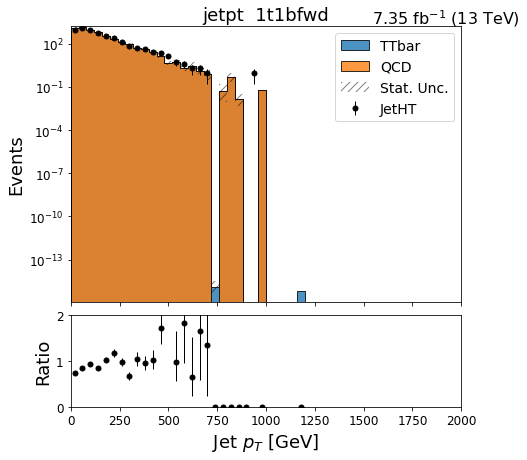 jetpt  1t1bfwd
7.35 fb⁻¹ (13 TeV)
TTbar
QCD
Stat. Unc.
JetHT
Events
10²
10⁻¹
10⁻⁴
10⁻⁷
10⁻¹⁰
10⁻¹³
Ratio
2
1
0
0 250 500 750 1000 1250 1500 1750 2000
Jet p_T [GeV]